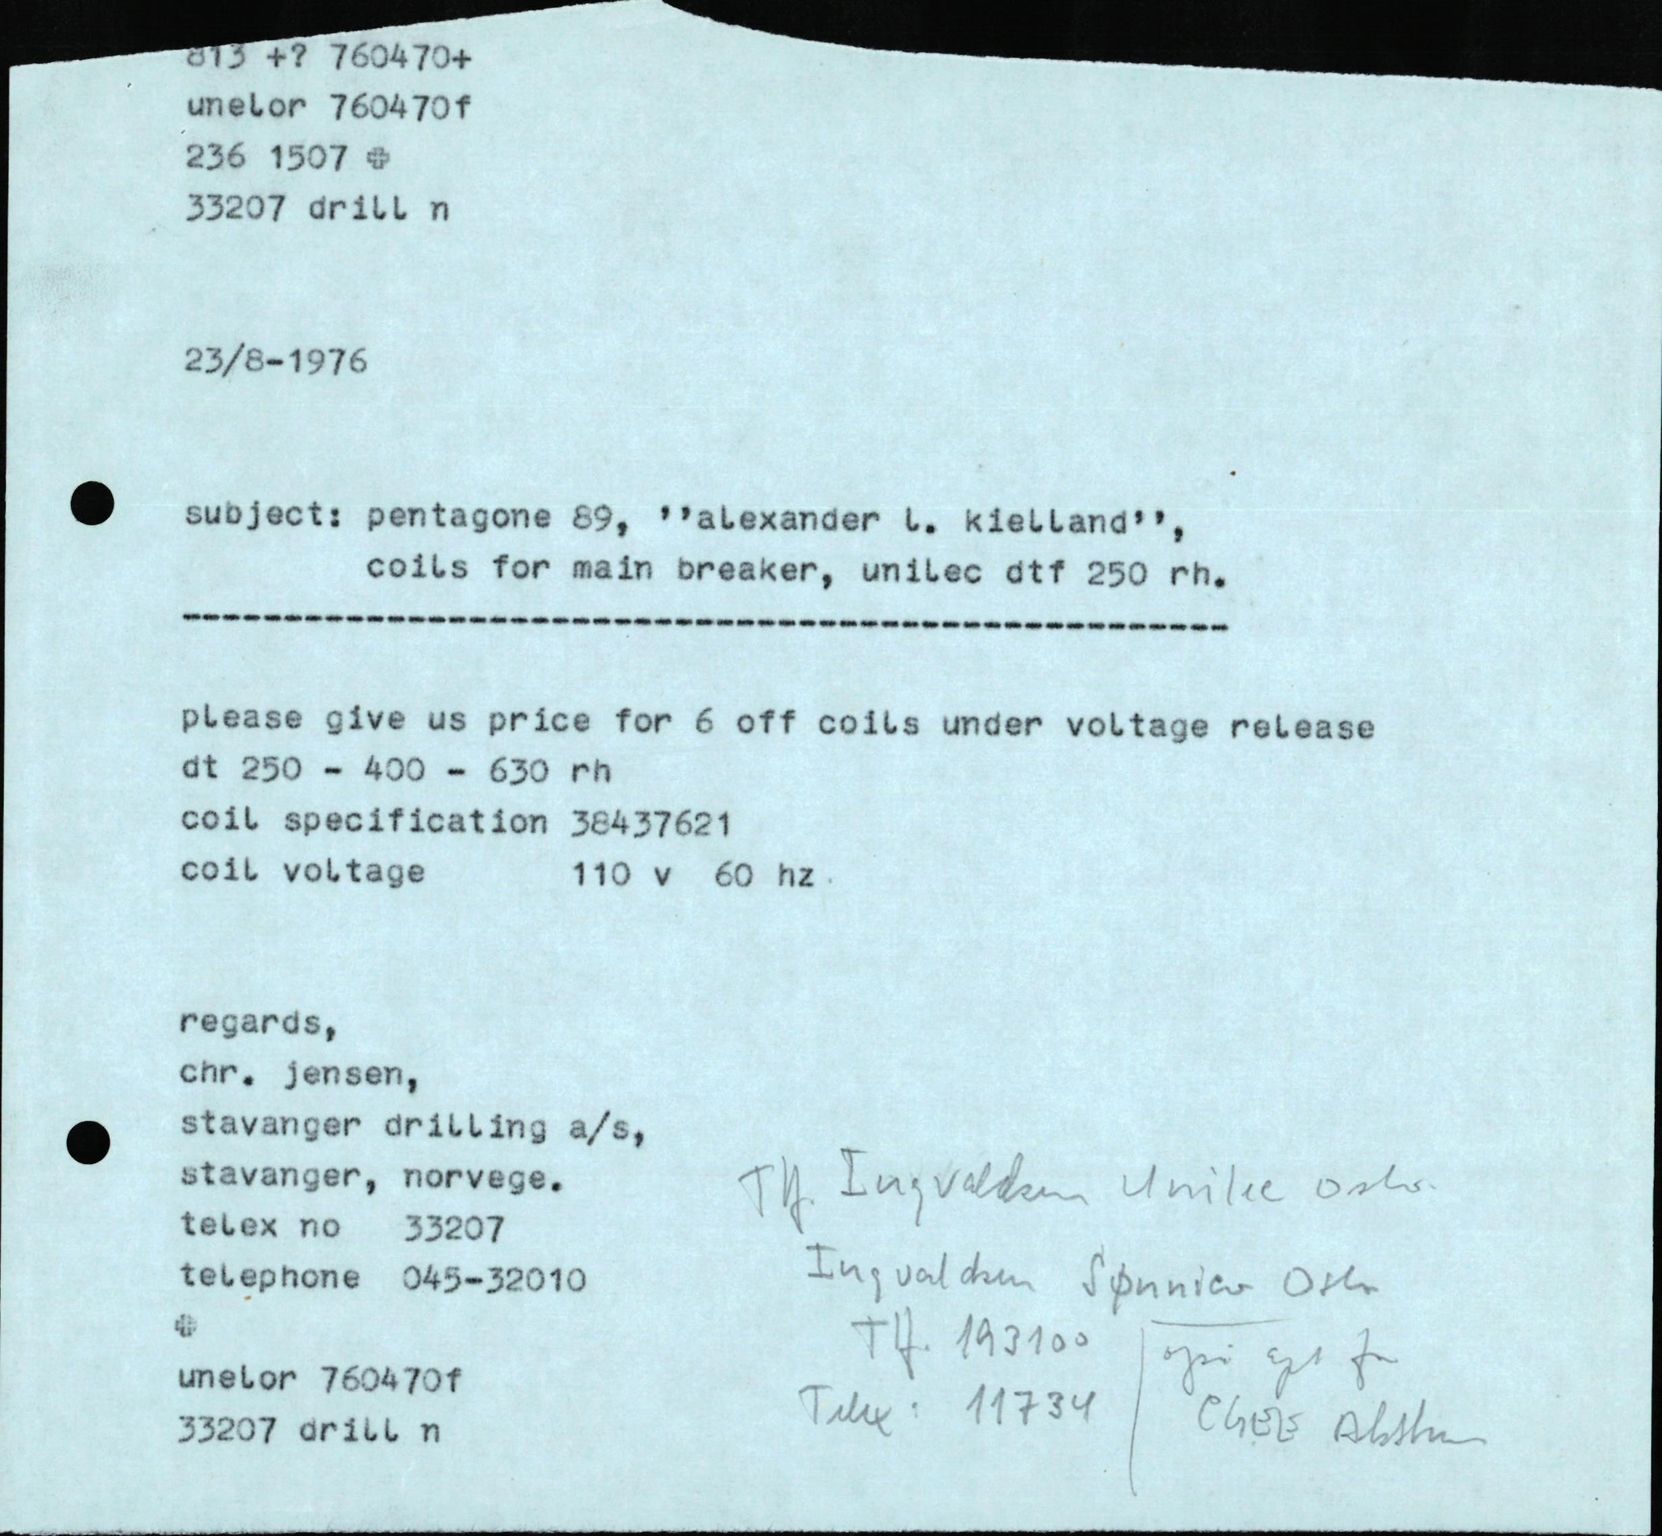 813 +? 760470+
unelor 760470f
236 1507 ✠
33207 drill n
23/8-1976
subject: pentagone 89, ''alexander l. kielland'',
coils for main breaker, unilec dtf 250 rh.
---------------------------------------------------
please give us price for 6 off coils under voltage release
dt 250 - 400 - 630 rh
coil specification 38437621
coil voltage 110 v 60 hz.
regards,
chr. jensen,
stavanger drilling a/s,
stavanger, norvege.
telex no 33207
telephone 045-32010
✠
unelor 760470f
33207 drill n
Tlf. Ingvaldsen Unilec Oslo.
Ingvaldsen Oslo
Tlf. 193100
Telex: 11734
CGEE Alsthom